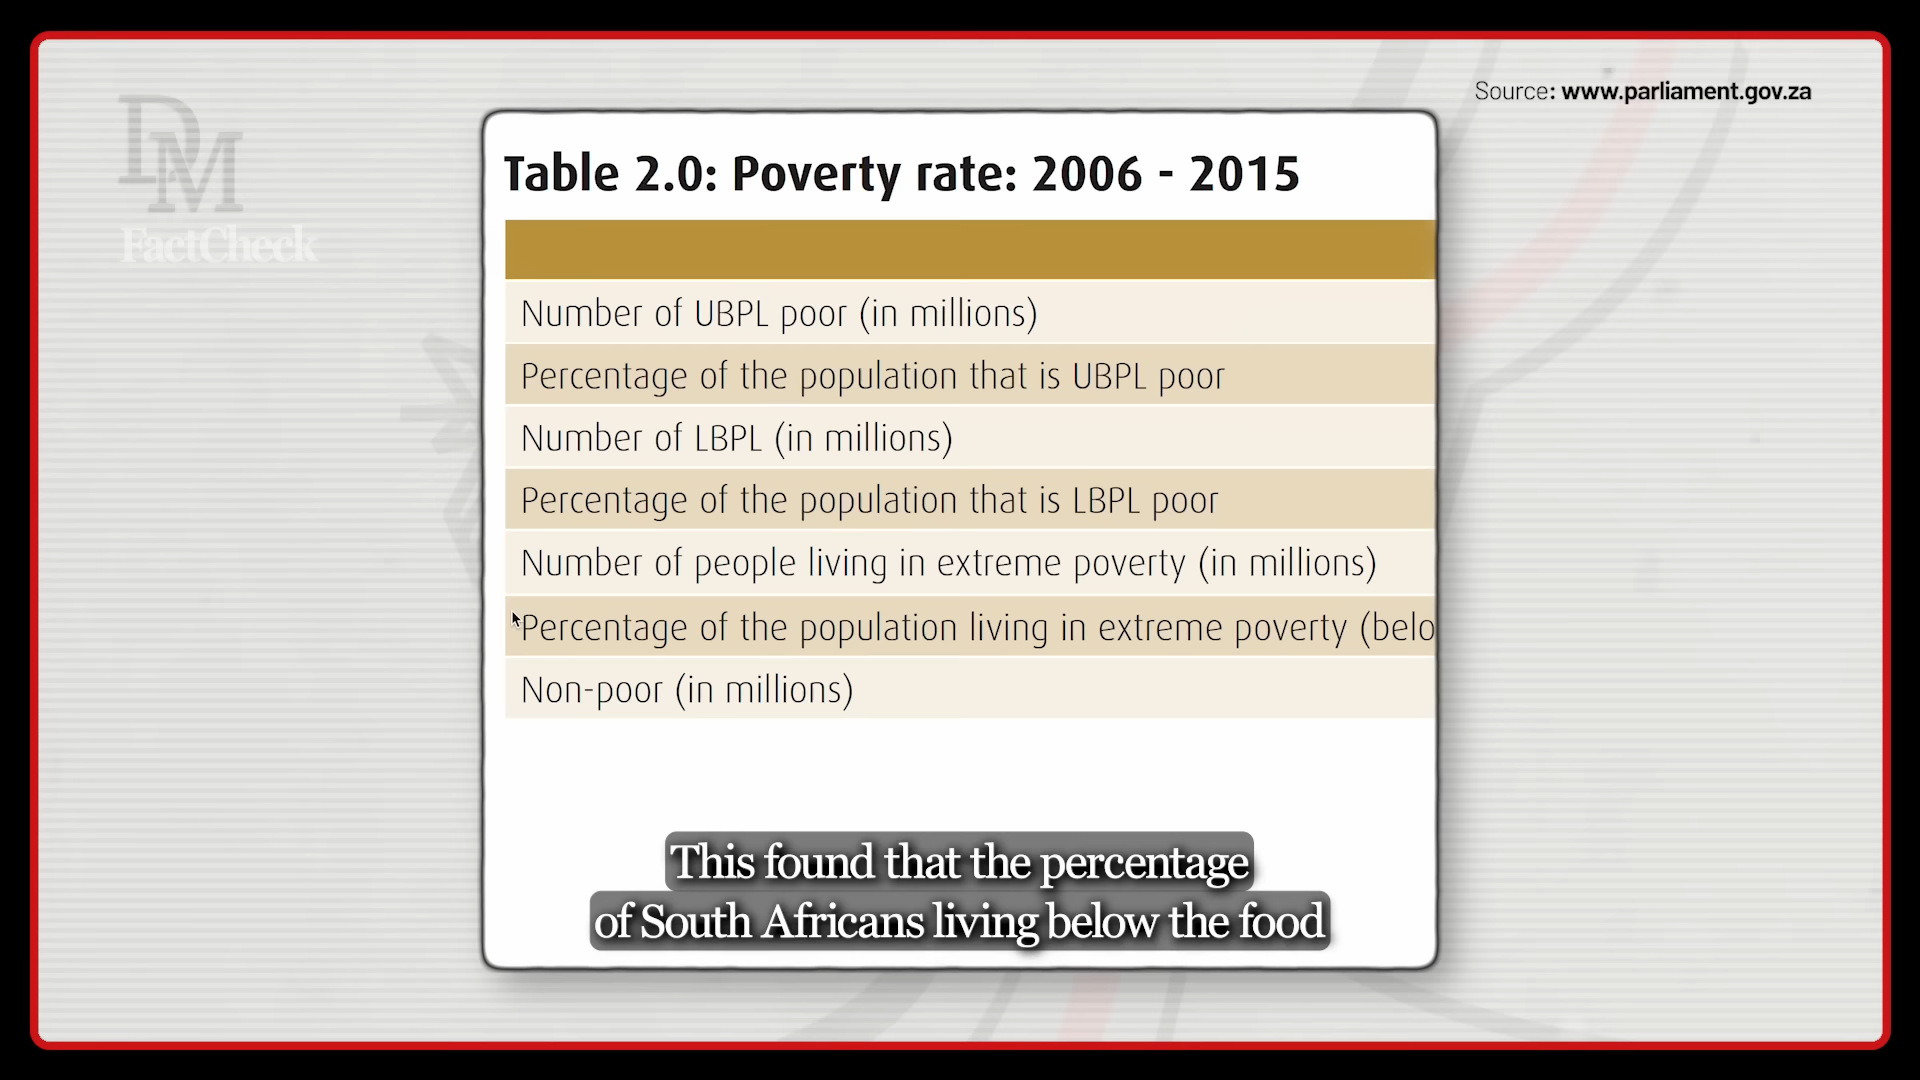 DM
FactCheck
Source: www.parliament.gov.za
Table 2.0: Poverty rate: 2006 - 2015
Number of UBPL poor (in millions)
Percentage of the population that is UBPL poor
Number of LBPL (in millions)
Percentage of the population that is LBPL poor
Number of people living in extreme poverty (in millions)
Percentage of the population living in extreme poverty (belo
Non-poor (in millions)
This found that the percentage
of South Africans living below the food